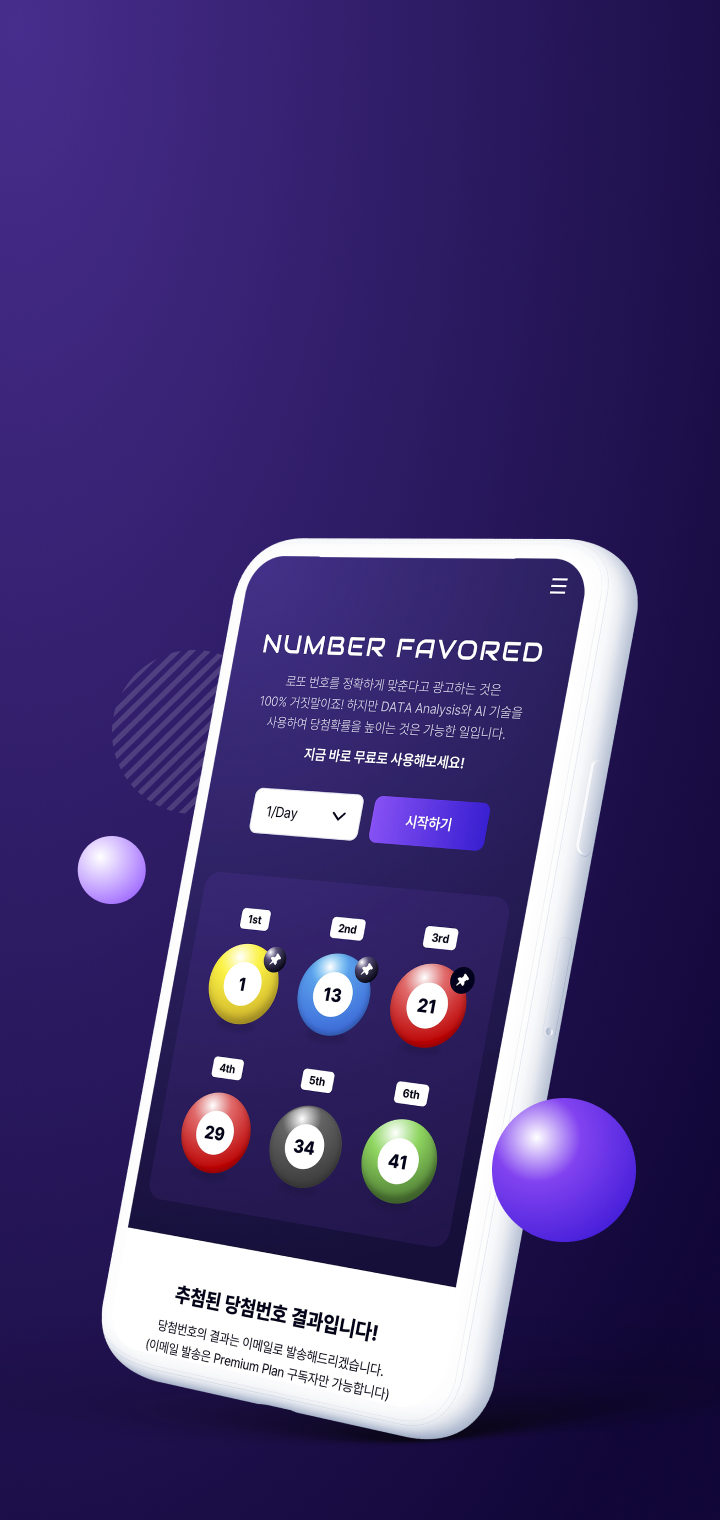 NUMBER FAVORED
로또 번호를 정확하게 맞춘다고 광고하는 것은
100% 거짓말이죠! 하지만 DATA Analysis와 AI 기술을
사용하여 당첨확률을 높이는 것은 가능한 일입니다.
지금 바로 무료로 사용해보세요!
1/Day 시작하기
1st 2nd 3rd
1 13 21
4th 5th 6th
29 34 41
추첨된 당첨번호 결과입니다!
당첨번호의 결과는 이메일로 발송해드리겠습니다.
(이메일 발송은 Premium Plan 구독자만 가능합니다)